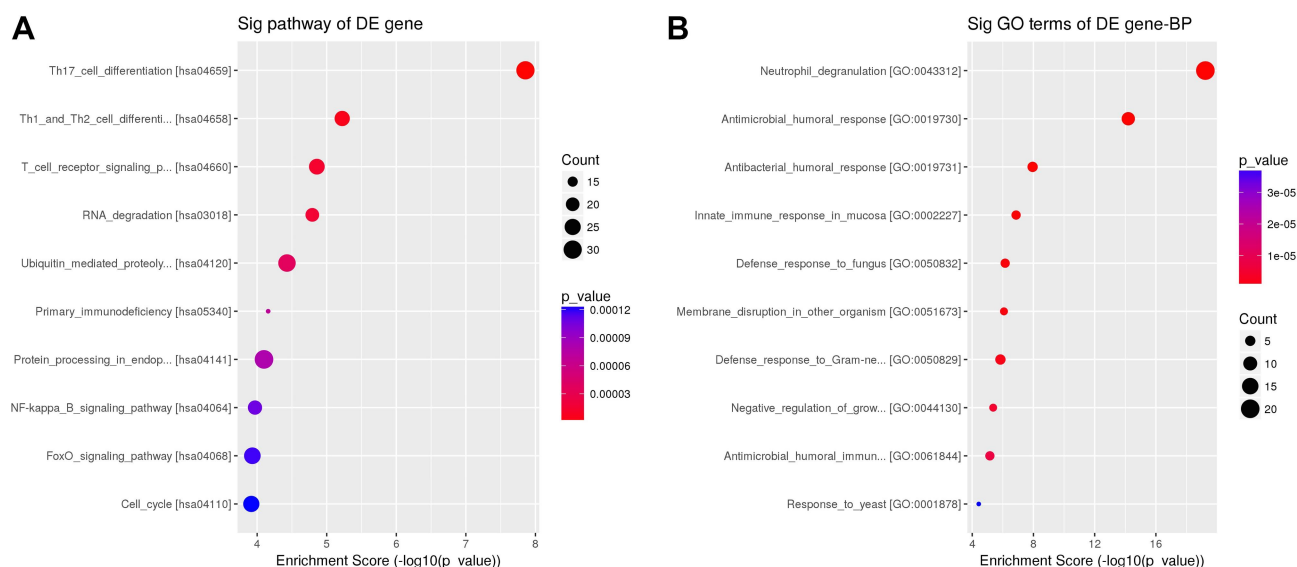 A
Sig pathway of DE gene
Th17_cell_differentiation [hsa04659]
Th1_and_Th2_cell_differenti... [hsa04658]
T_cell_receptor_signaling_p... [hsa04660]
RNA_degradation [hsa03018]
Ubiquitin_mediated_proteoly... [hsa04120]
Primary_immunodeficiency [hsa05340]
Protein_processing_in_endop... [hsa04141]
NF-kappa_B_signaling_pathway [hsa04064]
FoxO_signaling_pathway [hsa04068]
Cell_cycle [hsa04110]
4 5 6 7 8
Enrichment Score (-log10(p_value))
Count
15
20
25
30
p_value
0.00012
0.00009
0.00006
0.00003
B
Sig GO terms of DE gene-BP
Neutrophil_degranulation [GO:0043312]
Antimicrobial_humoral_response [GO:0019730]
Antibacterial_humoral_response [GO:0019731]
Innate_immune_response_in_mucosa [GO:0002227]
Defense_response_to_fungus [GO:0050832]
Membrane_disruption_in_other_organism [GO:0051673]
Defense_response_to_Gram-ne... [GO:0050829]
Negative_regulation_of_grow... [GO:0044130]
Antimicrobial_humoral_immun... [GO:0061844]
Response_to_yeast [GO:0001878]
4 8 12 16
Enrichment Score (-log10(p_value))
p_value
3e-05
2e-05
1e-05
Count
5
10
15
20